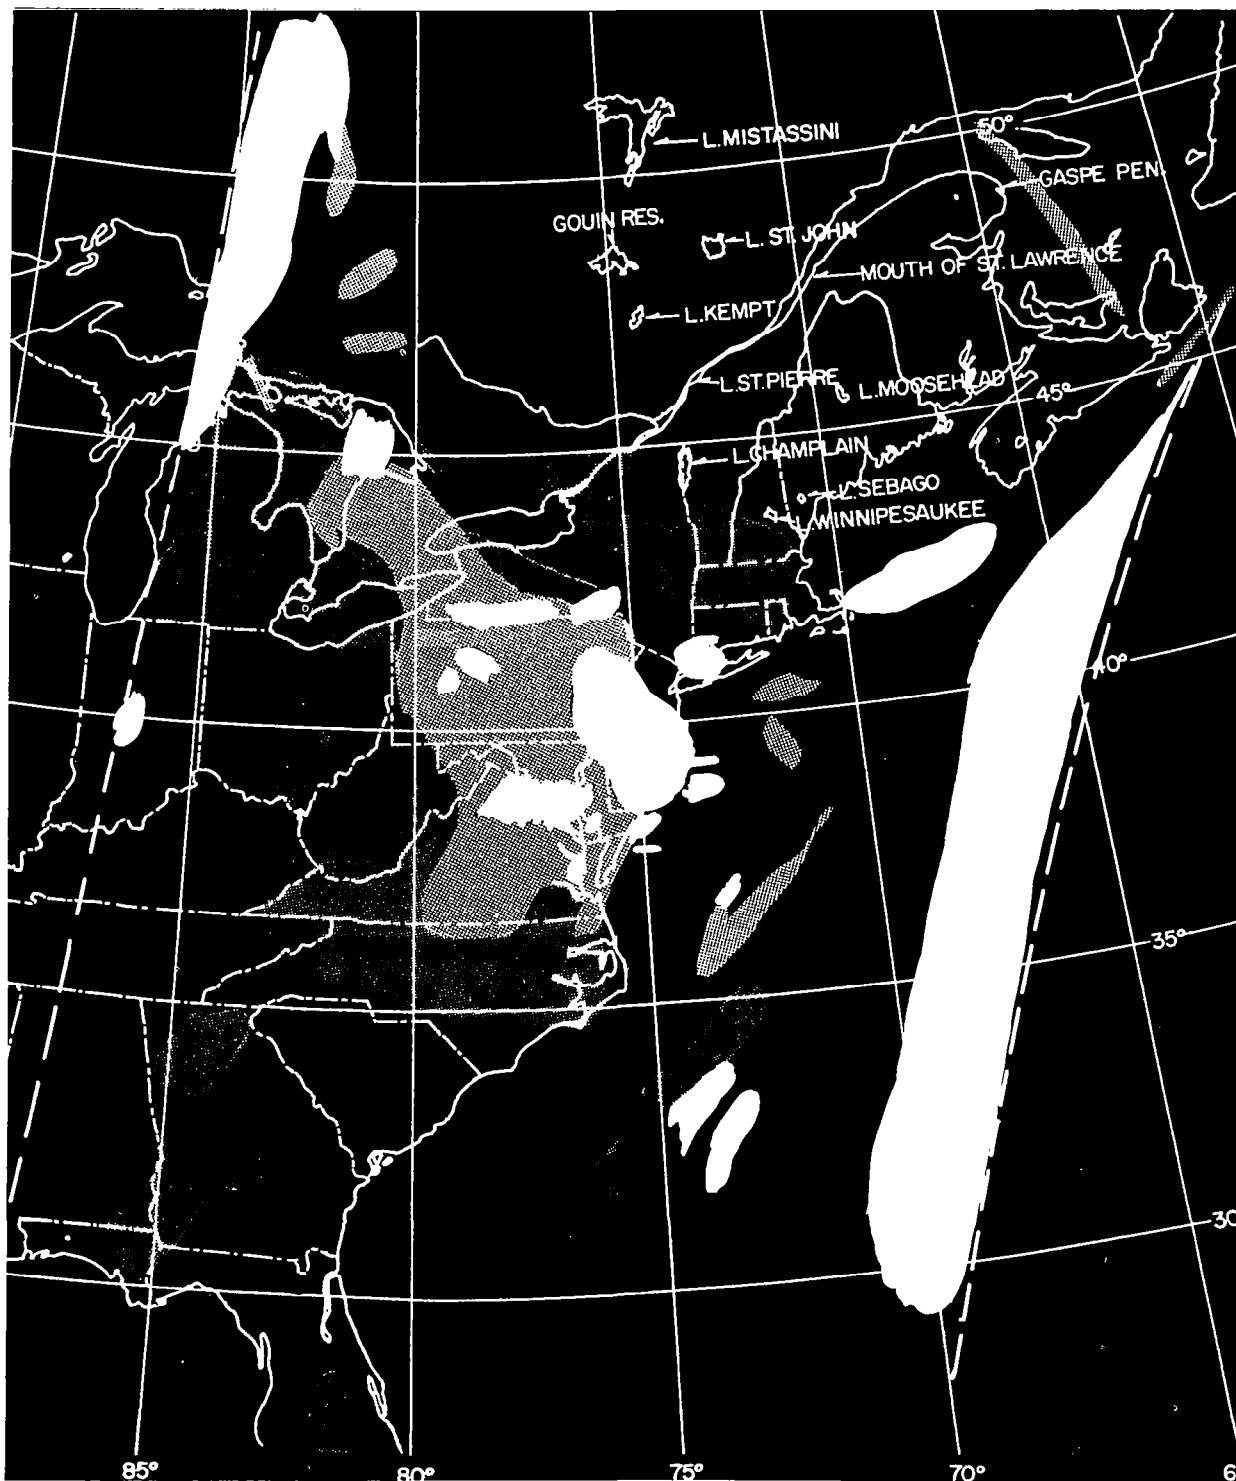 L. MISTASSINI
50°
GASPE PEN.
GOUIN RES.
L. ST. JOHN
MOUTH OF ST. LAWRENCE
L. KEMPT
L. ST. PIERRE
L. MOOSEHEAD
45°
L. CHAMPLAIN
L. SEBAGO
L. WINNIPESAUKEE
40°
35°
30
85°
80°
75°
70°
6